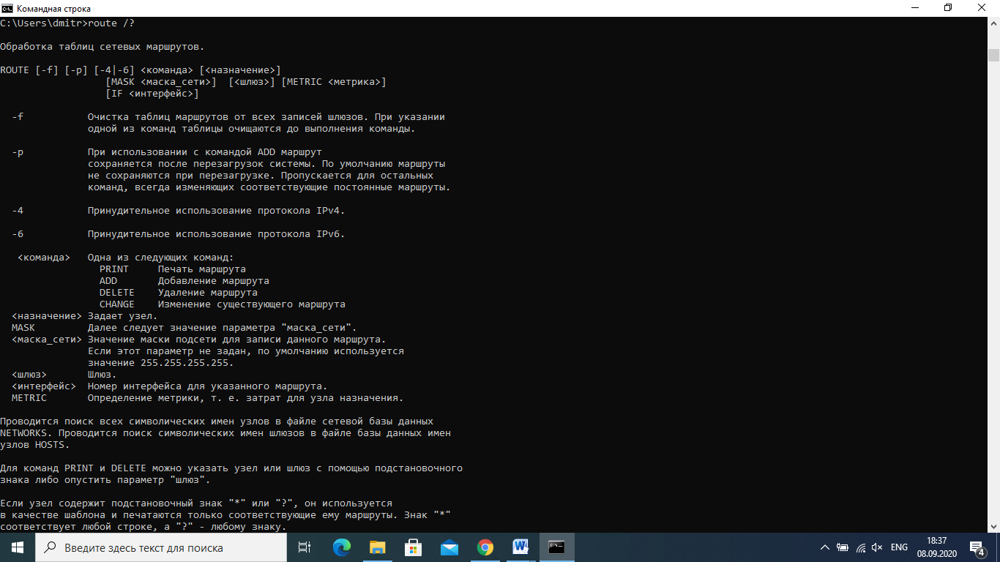 Командная строка
C:\Users\dmitr>route /?
Обработка таблиц сетевых маршрутов.
ROUTE [-f] [-p] [-4|-6] <команда> [<назначение>]
[MASK <маска_сети>]  [<шлюз>] [METRIC <метрика>]
[IF <интерфейс>]
-f           Очистка таблиц маршрутов от всех записей шлюзов. При указании
одной из команд таблицы очищаются до выполнения команды.
-p           При использовании с командой ADD маршрут
сохраняется после перезагрузок системы. По умолчанию маршруты
не сохраняются при перезагрузке. Пропускается для остальных
команд, всегда изменяющих соответствующие постоянные маршруты.
-4           Принудительное использование протокола IPv4.
-6           Принудительное использование протокола IPv6.
<команда>   Одна из следующих команд:
PRINT     Печать маршрута
ADD       Добавление маршрута
DELETE    Удаление маршрута
CHANGE    Изменение существующего маршрута
<назначение> Задает узел.
MASK         Далее следует значение параметра "маска_сети".
<маска_сети> Значение маски подсети для записи данного маршрута.
Если этот параметр не задан, по умолчанию используется
значение 255.255.255.255.
<шлюз>       Шлюз.
<интерфейс>  Номер интерфейса для указанного маршрута.
METRIC       Определение метрики, т. е. затрат для узла назначения.
Проводится поиск всех символических имен узлов в файле сетевой базы данных
NETWORKS. Проводится поиск символических имен шлюзов в файле базы данных имен
узлов HOSTS.
Для команд PRINT и DELETE можно указать узел или шлюз с помощью подстановочного
знака либо опустить параметр "шлюз".
Если узел содержит подстановочный знак "*" или "?", он используется
в качестве шаблона и печатаются только соответствующие ему маршруты. Знак "*"
соответствует любой строке, а "?" - любому знаку.
Введите здесь текст для поиска
ENG
18:37
08.09.2020
4